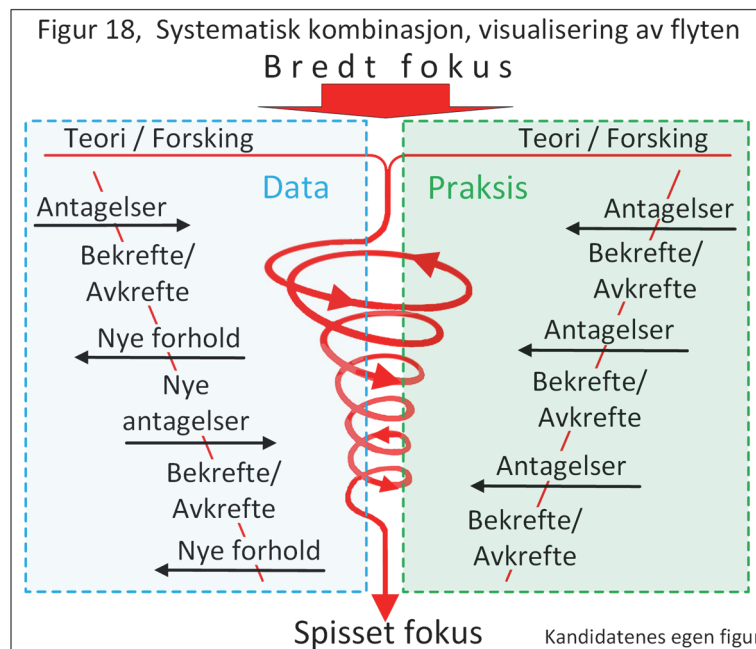 Figur 18, Systematisk kombinasjon, visualisering av flyten
Bredt fokus
Teori / Forsking
Data
Antagelser
Bekrefte/
Avkrefte
Nye forhold
Nye
antagelser
Bekrefte/
Avkrefte
Nye forhold
Teori / Forsking
Praksis
Antagelser
Bekrefte/
Avkrefte
Antagelser
Bekrefte/
Avkrefte
Antagelser
Bekrefte/
Avkrefte
Spisset fokus
Kandidatenes egen figur